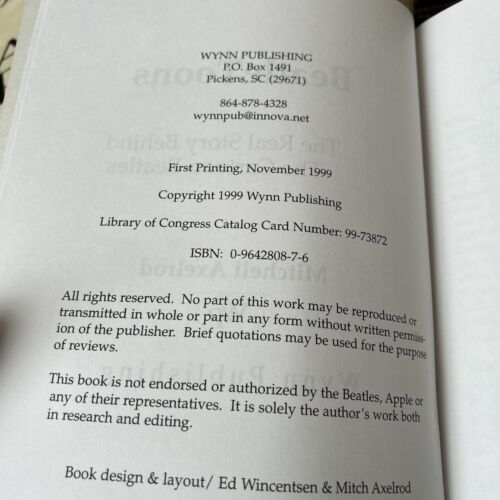 WYNN PUBLISHING
P.O. Box 1491
Pickens, SC (29671)
864-878-4328
wynnpub@innova.net
First Printing, November 1999
Copyright 1999 Wynn Publishing
Library of Congress Catalog Card Number: 99-73872
ISBN: 0-9642808-7-6
All rights reserved. No part of this work may be reproduced or
transmitted in whole or part in any form without written permiss-
ion of the publisher. Brief quotations may be used for the purpose
of reviews.
This book is not endorsed or authorized by the Beatles, Apple or
any of their representatives. It is solely the author's work both
in research and editing.
Book design & layout/ Ed Wincentsen & Mitch Axelrod